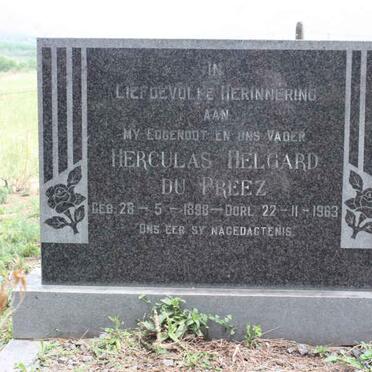 IN
LIEFDEVOLLE HERINNERING
AAN
MY EGGENOOT EN ONS VADER
HERCULAS HELGARD
DU PREEZ
GEB. 28 - 5 - 1898 - OORL. 22 - 11 - 1963
ONS EER SY NAGEDAGTENIS.